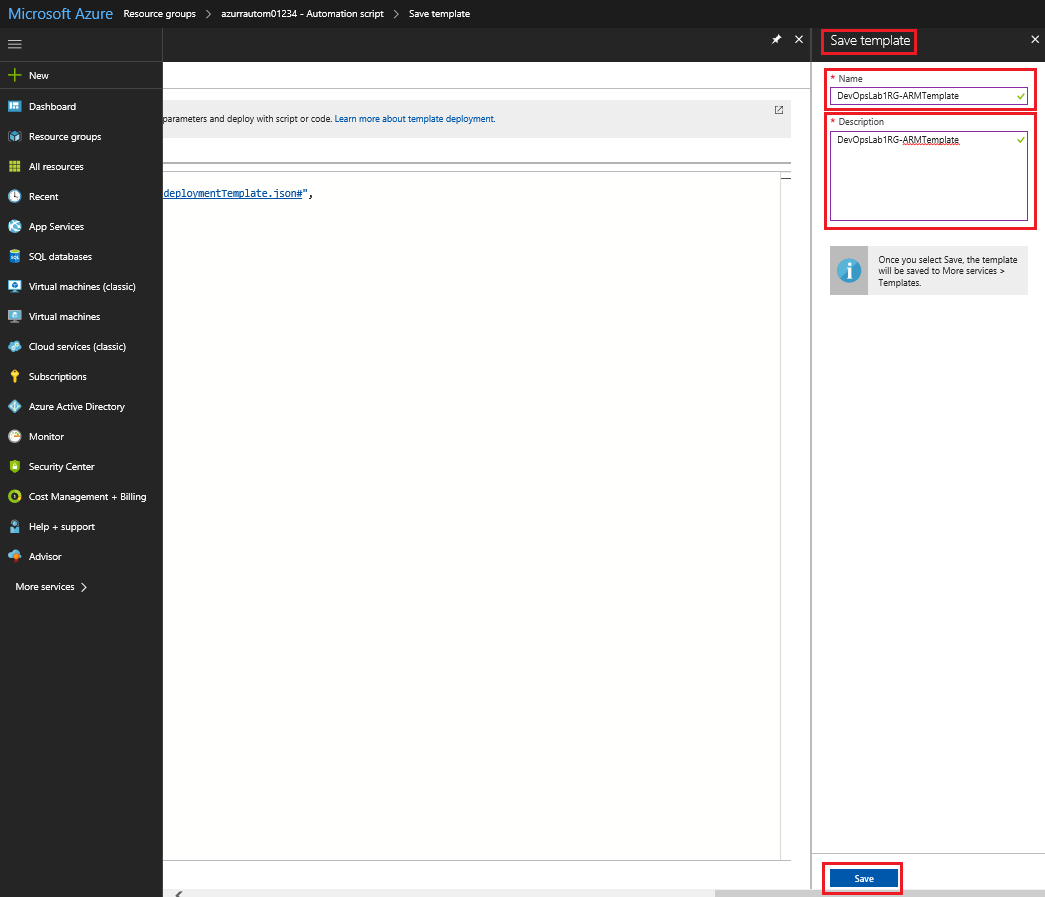 Microsoft Azure Resource groups > azurrautom01234 - Automation script > Save template
New
Dashboard
Resource groups
All resources
Recent
App Services
SQL databases
Virtual machines (classic)
Virtual machines
Cloud services (classic)
Subscriptions
Azure Active Directory
Monitor
Security Center
Cost Management + Billing
Help + support
Advisor
More services >
parameters and deploy with script or code. Learn more about template deployment.
deploymentTemplate.json#",
Save template
* Name
DevOpsLab1RG-ARMTemplate
* Description
DevOpsLab1RG-ARMTemplate
Once you select Save, the template
will be saved to More services >
Templates.
Save